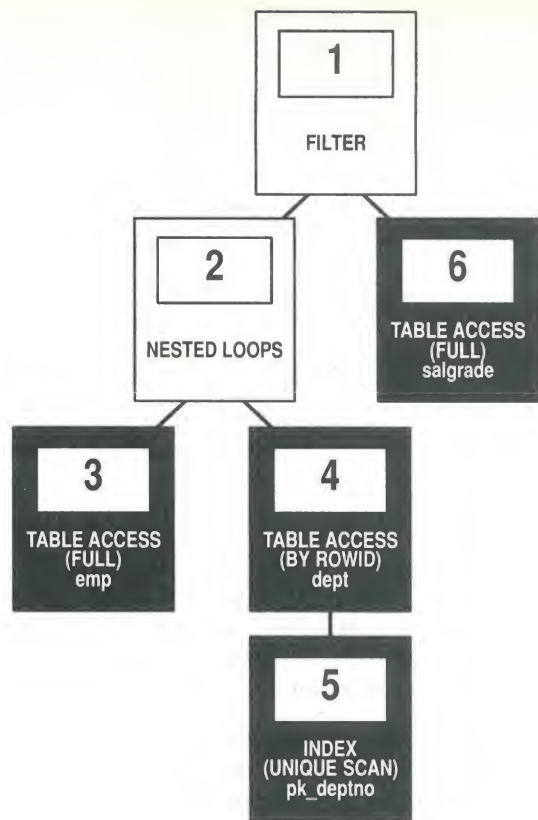 1
FILTER
2
NESTED LOOPS
6
TABLE ACCESS
(FULL)
salgrade
3
TABLE ACCESS
(FULL)
emp
4
TABLE ACCESS
(BY ROWID)
dept
5
INDEX
(UNIQUE SCAN)
pk_deptno